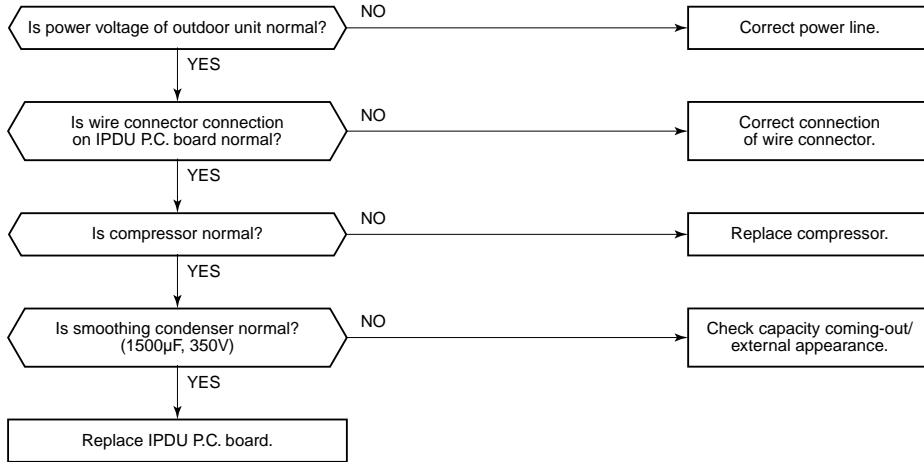 Is power voltage of outdoor unit normal?
NO
Correct power line.
YES
Is wire connector connection
on IPDU P.C. board normal?
NO
Correct connection
of wire connector.
YES
Is compressor normal?
NO
Replace compressor.
YES
Is smoothing condenser normal?
(1500µF, 350V)
NO
Check capacity coming-out/
external appearance.
YES
Replace IPDU P.C. board.